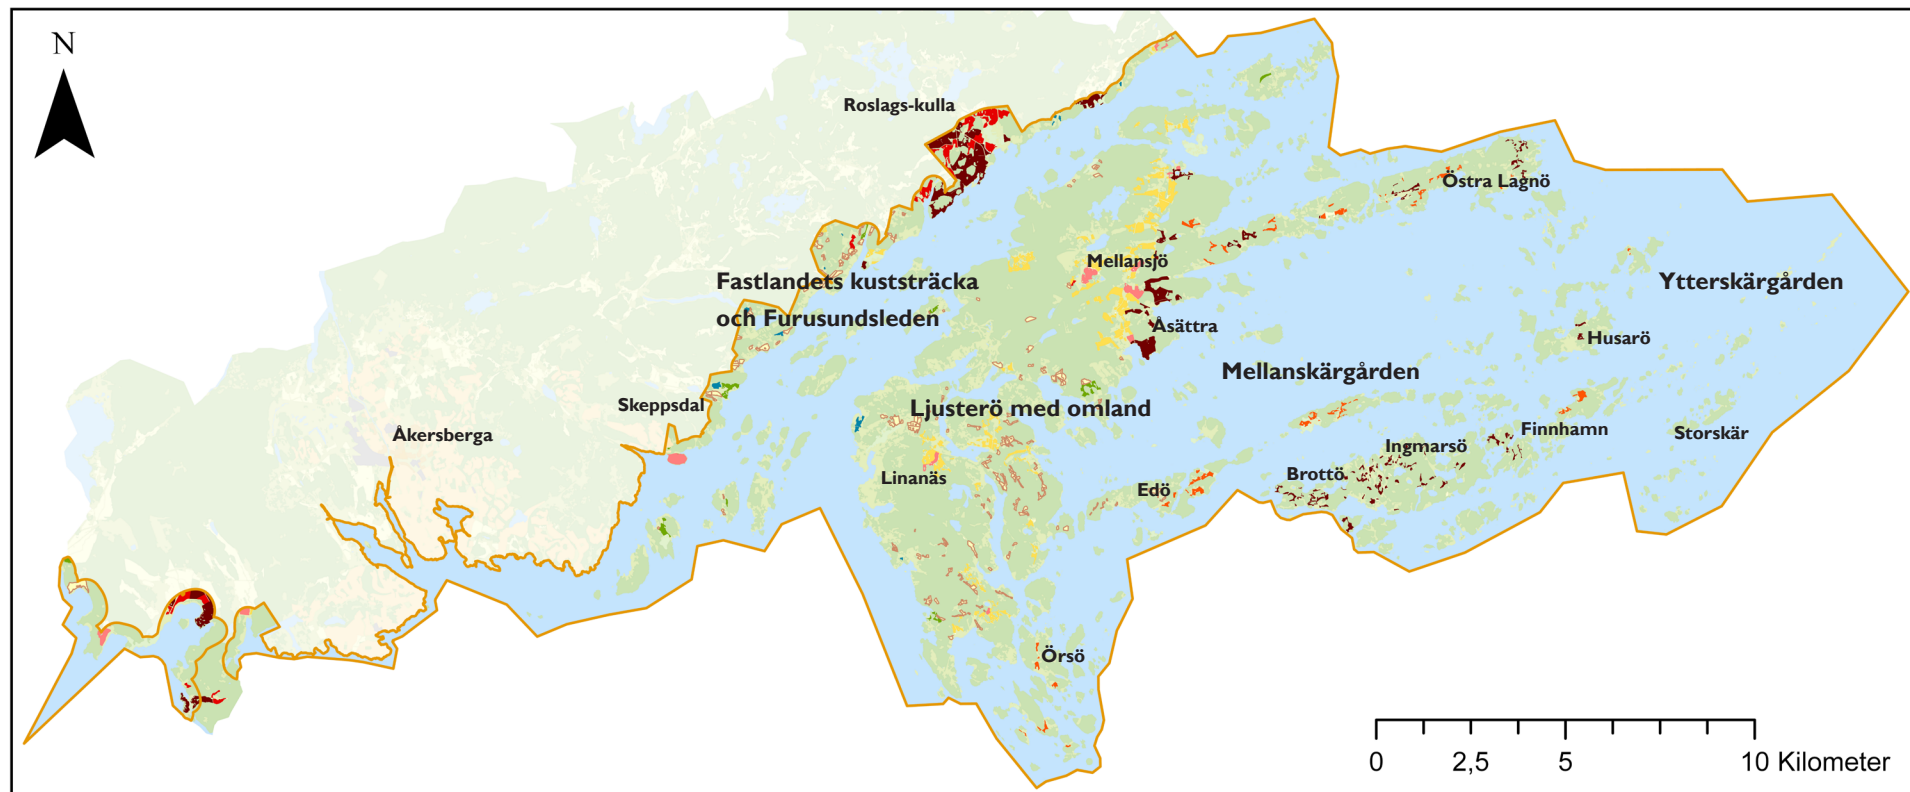 N
Roslags-kulla
Östra Lagnö
Mellansjö
Fastlandets kuststräcka
och Furusundsleden
Ytterskärgården
Åsättra
Husarö
Mellanskärgården
Skeppsdal
Ljusterö med omland
Åkersberga
Finnhamn
Storskär
Ingmarsö
Linanäs
Brottö
Edö
Örsö
0 2,5 5 10 Kilometer